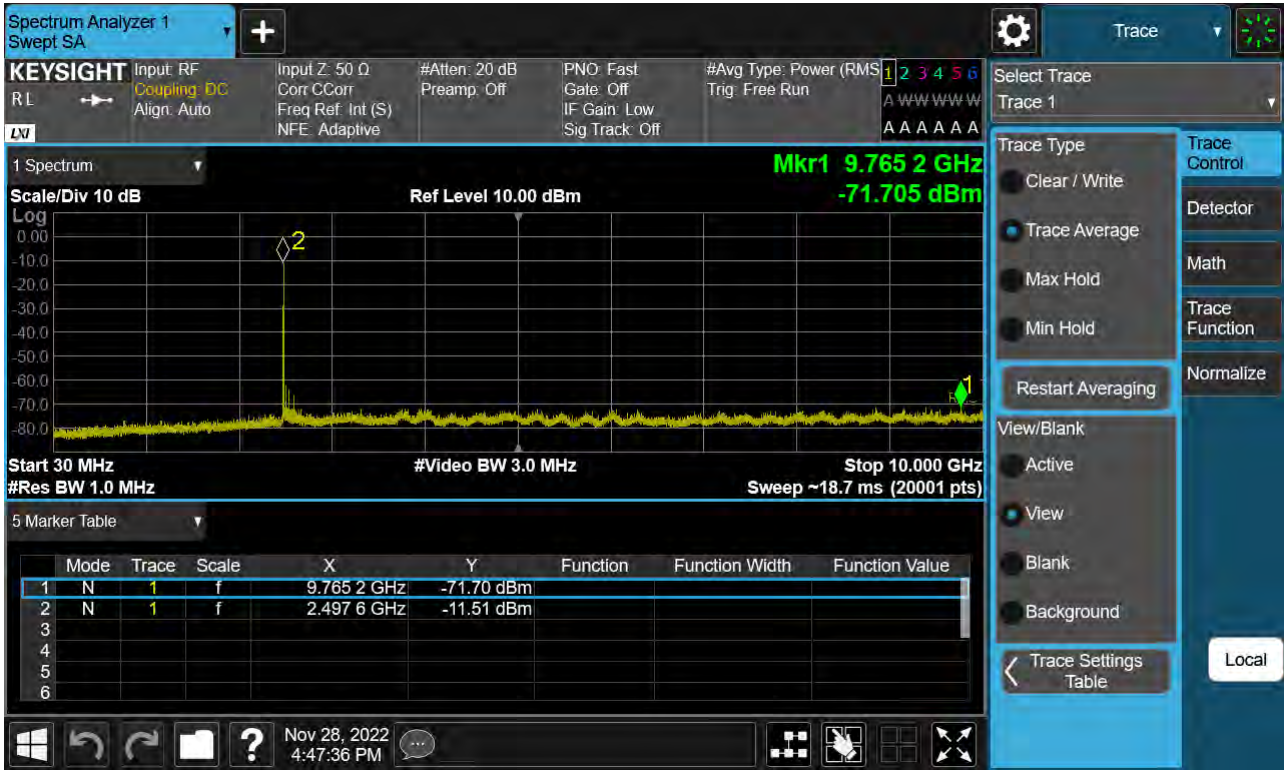 Spectrum Analyzer 1
Swept SA
+
Trace
KEYSIGHT
RL
LXI
Input: RF
Coupling: DC
Align: Auto
Input Z: 50 Ω
Corr CCorr
Freq Ref: Int (S)
NFE: Adaptive
#Atten: 20 dB
Preamp: Off
PNO: Fast
Gate: Off
IF Gain: Low
Sig Track: Off
#Avg Type: Power (RMS
Trig: Free Run
1 2 3 4 5 6
A W W W W W
A A A A A A
Select Trace
Trace 1
1 Spectrum
Mkr1 9.765 2 GHz
Scale/Div 10 dB
Ref Level 10.00 dBm
-71.705 dBm
Log
0.00
-10.0
-20.0
-30.0
-40.0
-50.0
-60.0
-70.0
-80.0
2
1
Start 30 MHz
#Video BW 3.0 MHz
Stop 10.000 GHz
#Res BW 1.0 MHz
Sweep ~18.7 ms (20001 pts)
5 Marker Table
Mode Trace Scale X Y Function Function Width Function Value
1 N 1 f 9.765 2 GHz -71.70 dBm
2 N 1 f 2.497 6 GHz -11.51 dBm
3
4
5
6
Trace Type
Clear / Write
Trace Average
Max Hold
Min Hold
Restart Averaging
View/Blank
Active
View
Blank
Background
Trace Settings
Table
Trace
Control
Detector
Math
Trace
Function
Normalize
Local
?
Nov 28, 2022
4:47:36 PM